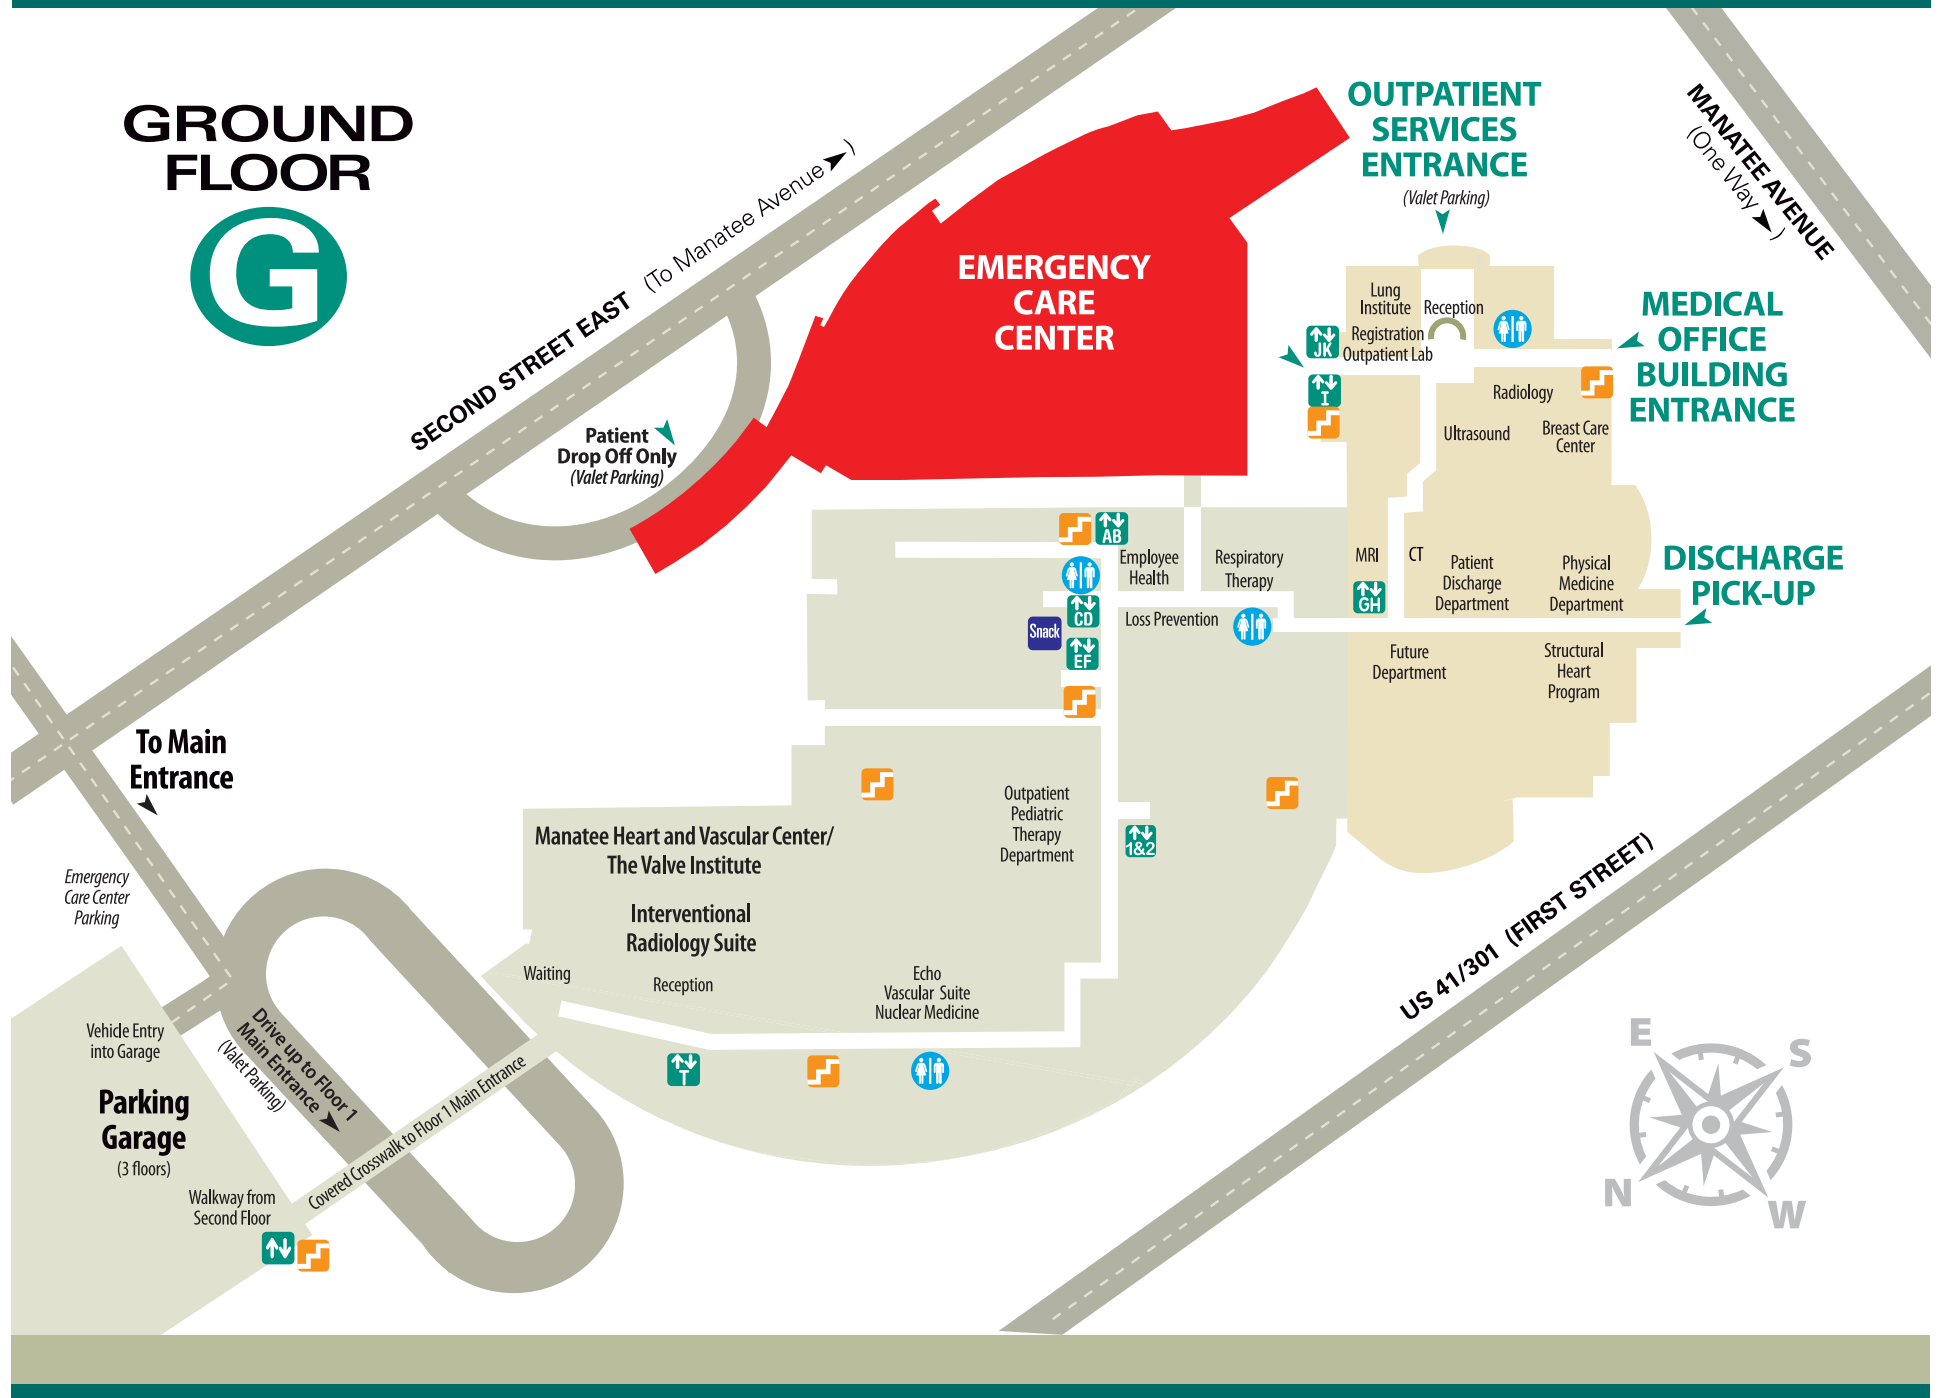 GROUND
FLOOR
G
SECOND STREET EAST (To Manatee Avenue )
EMERGENCY
CARE
CENTER
OUTPATIENT
SERVICES
ENTRANCE
(Valet Parking)
MANATEE AVENUE
(One Way )
Lung
Institute
Reception
Registration
Outpatient Lab
JK
I
MEDICAL
OFFICE
BUILDING
ENTRANCE
Radiology
Ultrasound
Breast Care
Center
Patient
Drop Off Only
(Valet Parking)
AB
Employee
Health
Respiratory
Therapy
MRI
CT
GH
Patient
Discharge
Department
Physical
Medicine
Department
DISCHARGE
PICK-UP
CD
Snack
EF
Loss Prevention
Future
Department
Structural
Heart
Program
To Main
Entrance
Outpatient
Pediatric
Therapy
Department
1&2
Manatee Heart and Vascular Center/
The Valve Institute
Interventional
Radiology Suite
Waiting
Reception
Echo
Vascular Suite
Nuclear Medicine
T
US 41/301 (FIRST STREET)
Emergency
Care Center
Parking
Vehicle Entry
into Garage
Parking
Garage
(3 floors)
Walkway from
Second Floor
Drive up to Floor 1
Main Entrance
(Valet Parking)
Covered Crosswalk to Floor 1 Main Entrance
E
S
N
W